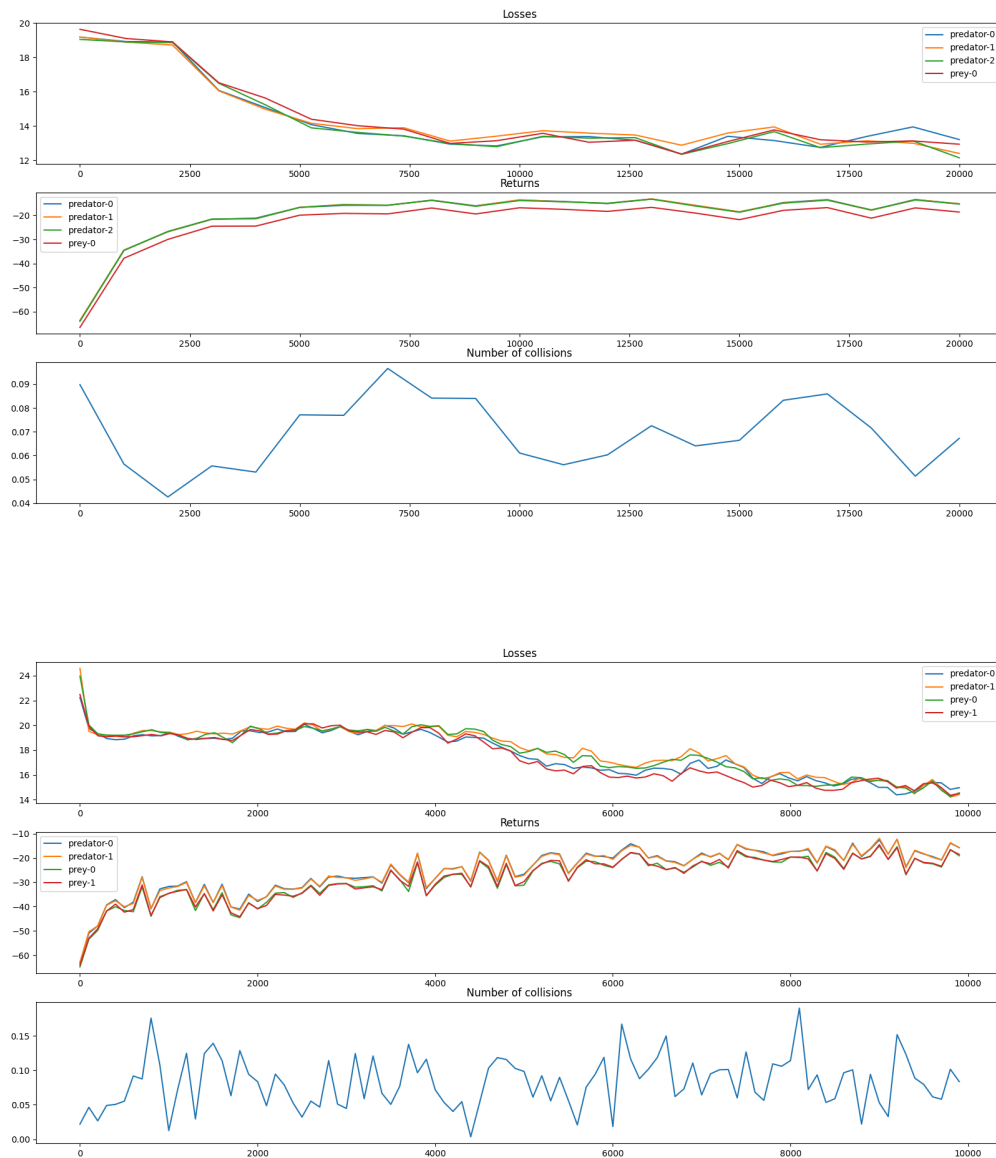 Losses
20
18
16
14
12
predator-0
predator-1
predator-2
prey-0
0 2500 5000 7500 10000 12500 15000 17500 20000
Returns
−20
−30
−40
−50
−60
predator-0
predator-1
predator-2
prey-0
0 2500 5000 7500 10000 12500 15000 17500 20000
Number of collisions
0.09
0.08
0.07
0.06
0.05
0.04
0 2500 5000 7500 10000 12500 15000 17500 20000
Losses
24
22
20
18
16
14
predator-0
predator-1
prey-0
prey-1
0 2000 4000 6000 8000 10000
Returns
−10
−20
−30
−40
−50
−60
predator-0
predator-1
prey-0
prey-1
0 2000 4000 6000 8000 10000
Number of collisions
0.15
0.10
0.05
0.00
0 2000 4000 6000 8000 10000